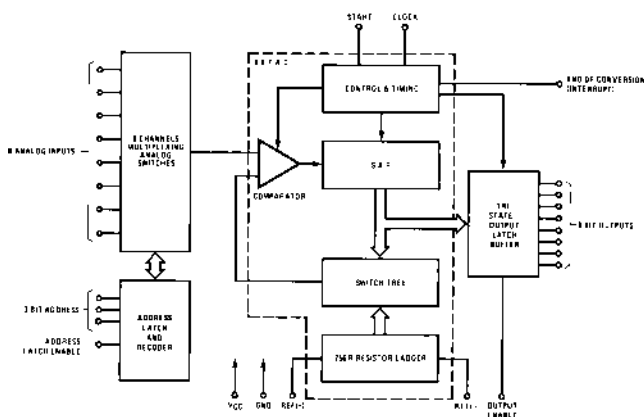 START CLOCK
CONTROL & TIMING
END OF CONVERSION
(INTERRUPT)
8 CHANNELS
MULTIPLEXING
ANALOG
SWITCHES
8 ANALOG INPUTS
COMPARATOR
TRI
STATE
OUTPUT
LATCH
BUFFER
8 BIT OUTPUTS
SWITCH TREE
3 BIT ADDRESS
ADDRESS
LATCH
AND
DECODER
ADDRESS
LATCH ENABLE
256R RESISTOR LADDER
VCC GND REF(+) REF(-) OUTPUT
ENABLE